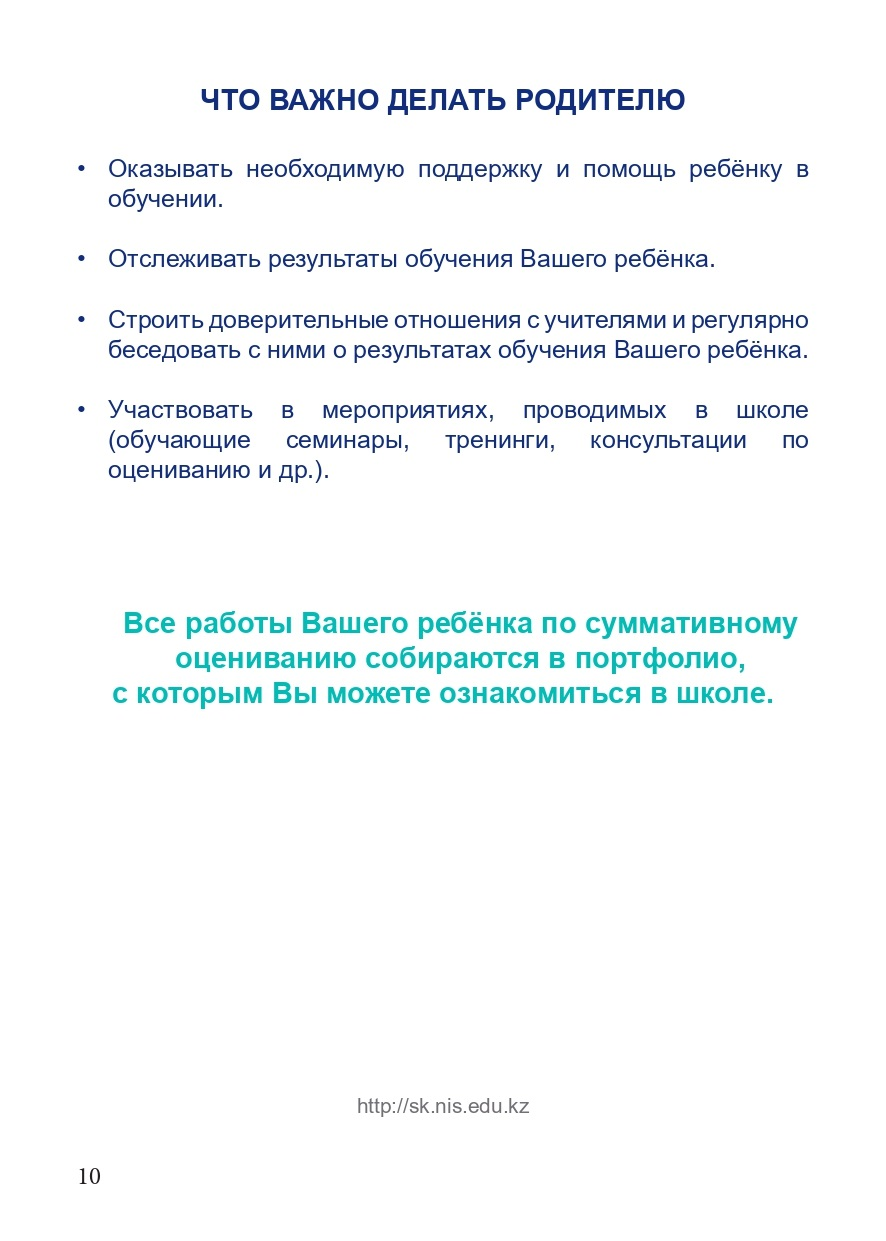 ЧТО ВАЖНО ДЕЛАТЬ РОДИТЕЛЮ
• Оказывать необходимую поддержку и помощь ребёнку в
обучении.
• Отслеживать результаты обучения Вашего ребёнка.
• Строить доверительные отношения с учителями и регулярно
беседовать с ними о результатах обучения Вашего ребёнка.
• Участвовать в мероприятиях, проводимых в школе
(обучающие семинары, тренинги, консультации по
оцениванию и др.).
Все работы Вашего ребёнка по суммативному
оцениванию собираются в портфолио,
с которым Вы можете ознакомиться в школе.
http://sk.nis.edu.kz
10